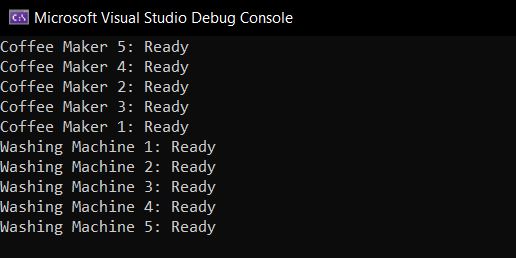 C:\ Microsoft Visual Studio Debug Console
Coffee Maker 5: Ready
Coffee Maker 4: Ready
Coffee Maker 2: Ready
Coffee Maker 3: Ready
Coffee Maker 1: Ready
Washing Machine 1: Ready
Washing Machine 2: Ready
Washing Machine 3: Ready
Washing Machine 4: Ready
Washing Machine 5: Ready